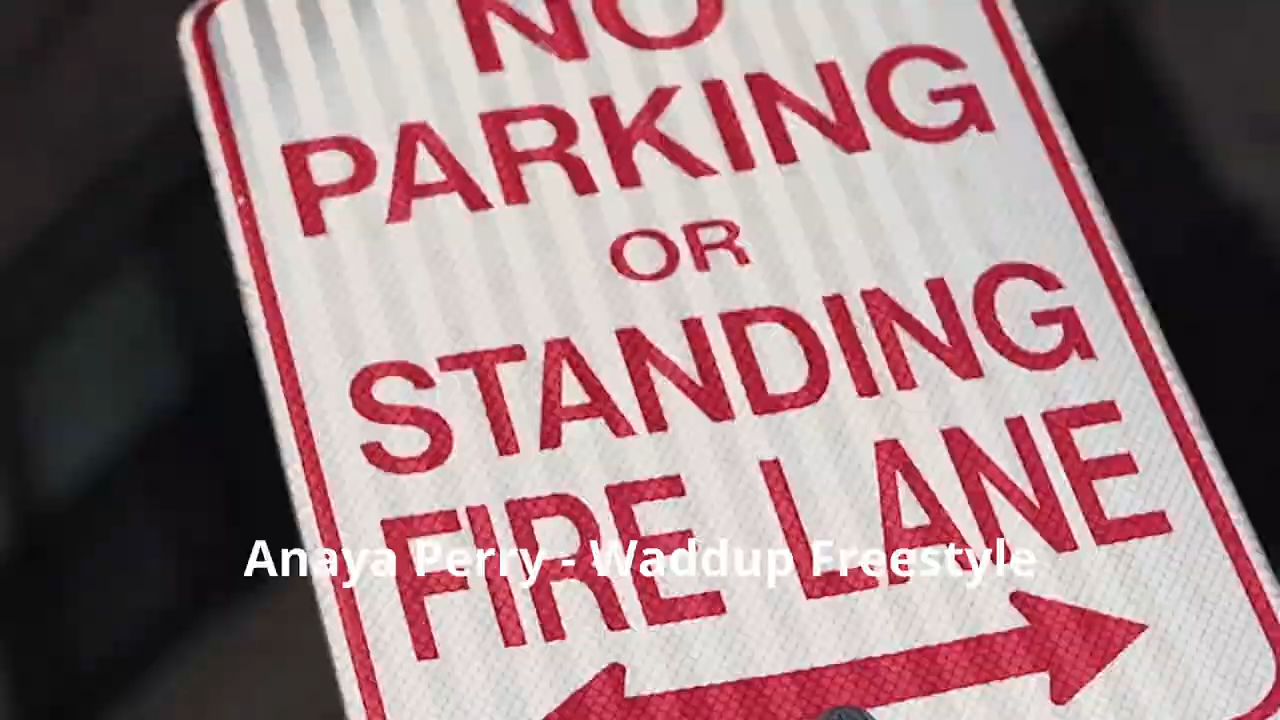 NO
PARKING
OR
STANDING
FIRE LANE
Anaya Perry - Waddup Freestyle